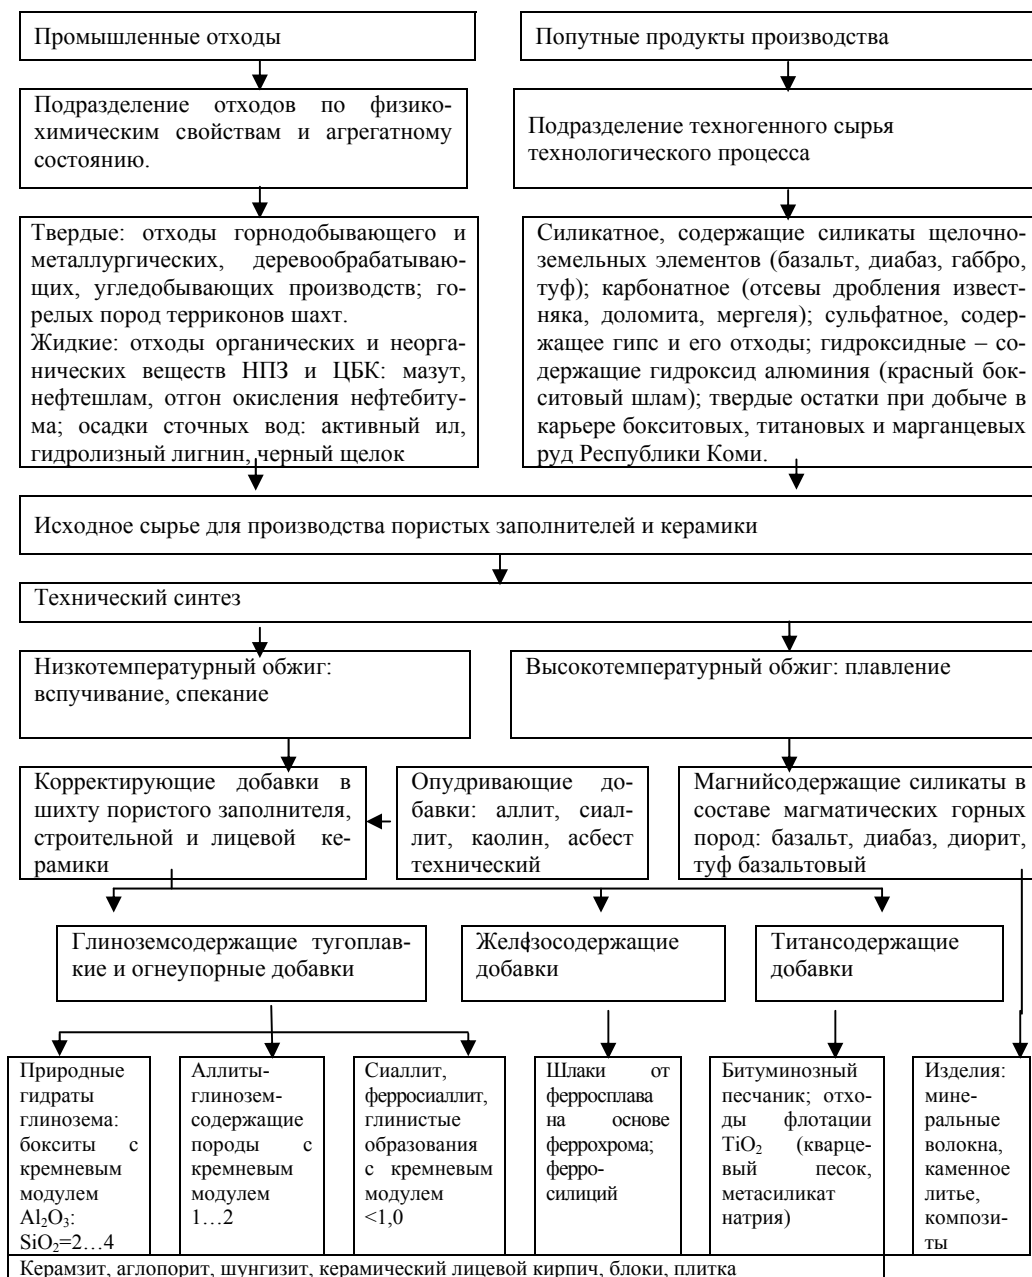 Промышленные отходы
Попутные продукты производства
Подразделение отходов по физико-
химическим свойствам и агрегатному
состоянию.
Подразделение техногенного сырья
технологического процесса
Твердые: отходы горнодобывающего и
металлургических, деревообрабатываю-
щих, угледобывающих производств; го-
релых пород терриконов шахт.
Жидкие: отходы органических и неорга-
нических веществ НПЗ и ЦБК: мазут,
нефтешлам, отгон окисления нефтебиту-
ма; осадки сточных вод: активный ил,
гидролизный лигнин, черный щелок
Силикатное, содержащие силикаты щелочно-
земельных элементов (базальт, диабаз, габбро,
туф); карбонатное (отсевы дробления извест-
няка, доломита, мергеля); сульфатное, содер-
жащее гипс и его отходы; гидроксидные – со-
держащие гидроксид алюминия (красный бок-
ситовый шлам); твердые остатки при добыче в
карьере бокситовых, титановых и марганцевых
руд Республики Коми.
Исходное сырье для производства пористых заполнителей и керамики
Технический синтез
Низкотемпературный обжиг:
вспучивание, спекание
Высокотемпературный обжиг: плавление
Корректирующие добавки в
шихту пористого заполнителя,
строительной и лицевой ке-
рамики
Опудривающие до-
бавки: аллит, сиал-
лит, каолин, асбест
технический
Магнийсодержащие силикаты в
составе магматических горных
пород: базальт, диабаз, диорит,
туф базальтовый
Глиноземсодержащие тугоплав-
кие и огнеупорные добавки
Железосодержащие
добавки
Титансодержащие
добавки
Природные
гидраты
глинозема:
бокситы с
кремневым
модулем
Al₂O₃:
SiO₂=2…4
Аллиты-
глинозем-
содержащие
породы с
кремневым
модулем
1…2
Сиаллит,
ферросиаллит,
глинистые
образования
с кремневым
модулем
<1,0
Шлаки от
ферросплава
на основе
феррохрома;
ферро-
силиций
Битуминозный
песчаник; отхо-
ды флотации
TiO₂ (кварце-
вый песок,
метасиликат
натрия)
Изделия:
мине-
ральные
волокна,
каменное
литье,
компози-
ты
Керамзит, аглопорит, шунгизит, керамический лицевой кирпич, блоки, плитка